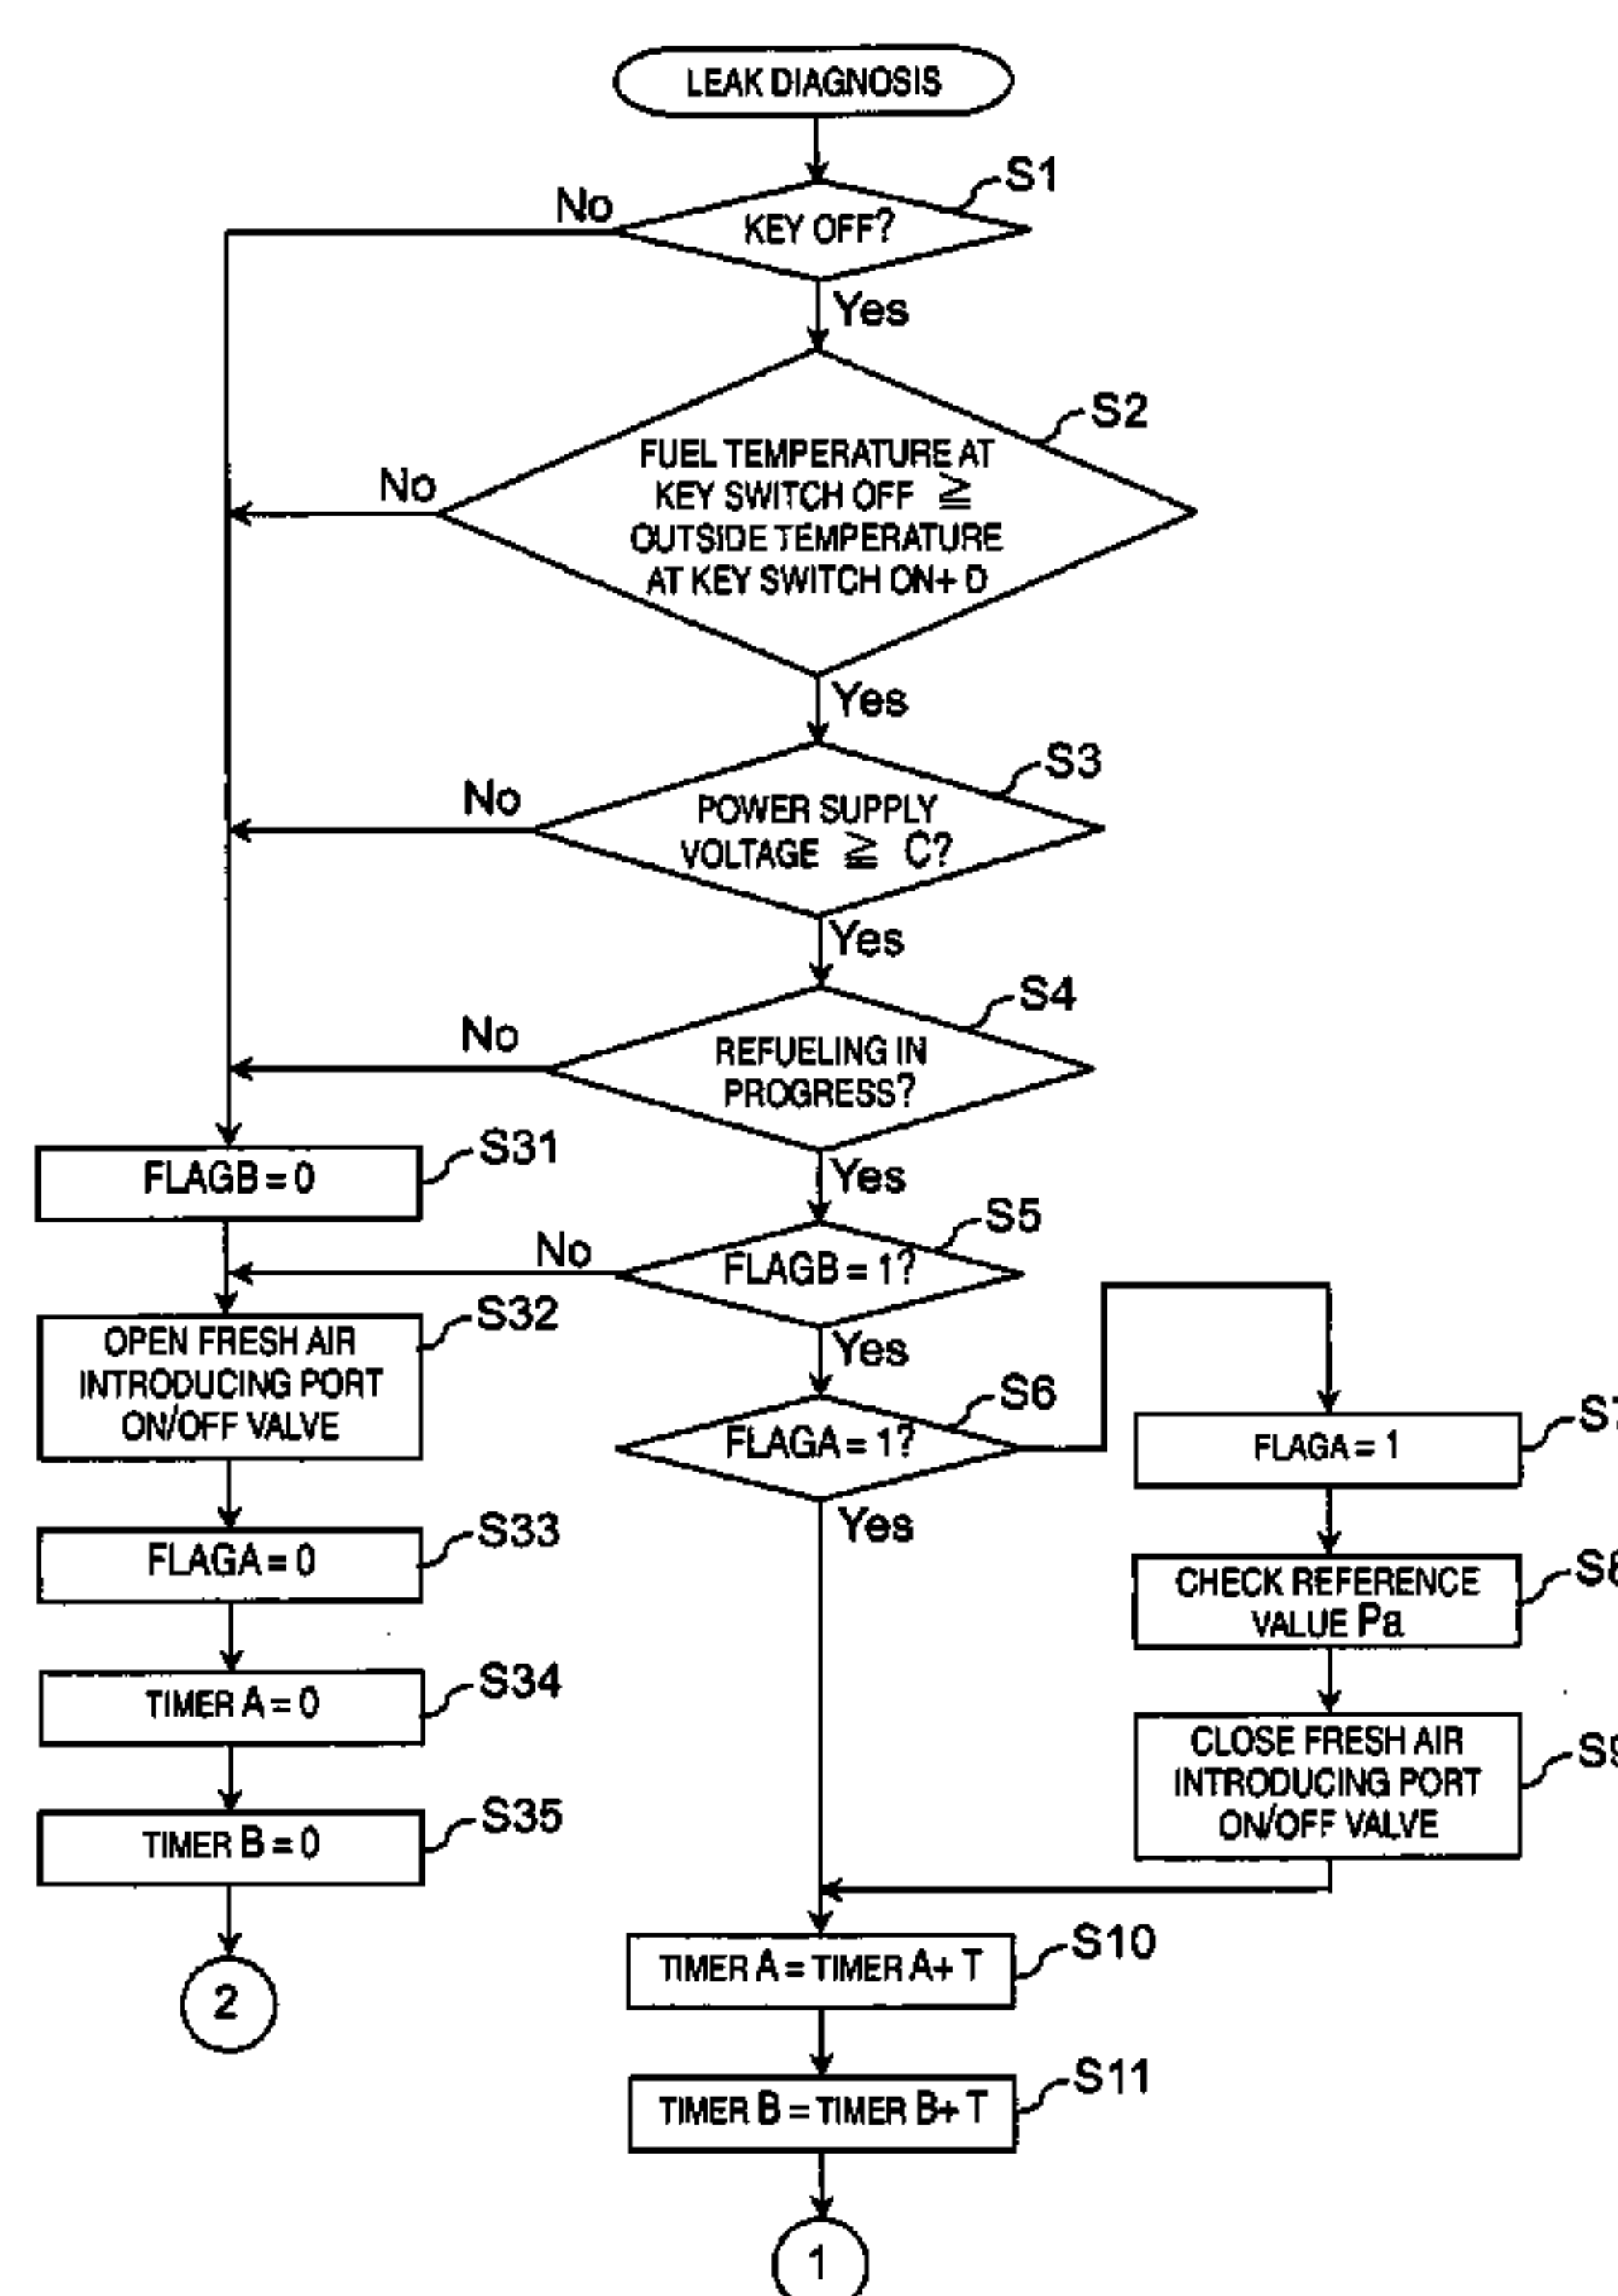 LEAK DIAGNOSIS
S1
No
KEY OFF?
Yes
S2
FUEL TEMPERATURE AT
KEY SWITCH OFF ≧
OUTSIDE TEMPERATURE
AT KEY SWITCH ON+ D
No
Yes
S3
No
POWER SUPPLY
VOLTAGE ≧ C?
Yes
S4
No
REFUELING IN
PROGRESS?
Yes
S31
FLAGB = 0
S5
No
FLAGB = 1?
Yes
S32
OPEN FRESH AIR
INTRODUCING PORT
ON/OFF VALVE
S6
FLAGA = 1?
Yes
S7
FLAGA = 1
S33
FLAGA = 0
S8
CHECK REFERENCE
VALUE Pa
S34
TIMER A = 0
S9
CLOSE FRESH AIR
INTRODUCING PORT
ON/OFF VALVE
S35
TIMER B = 0
2
S10
TIMER A = TIMER A+ T
S11
TIMER B = TIMER B+ T
1